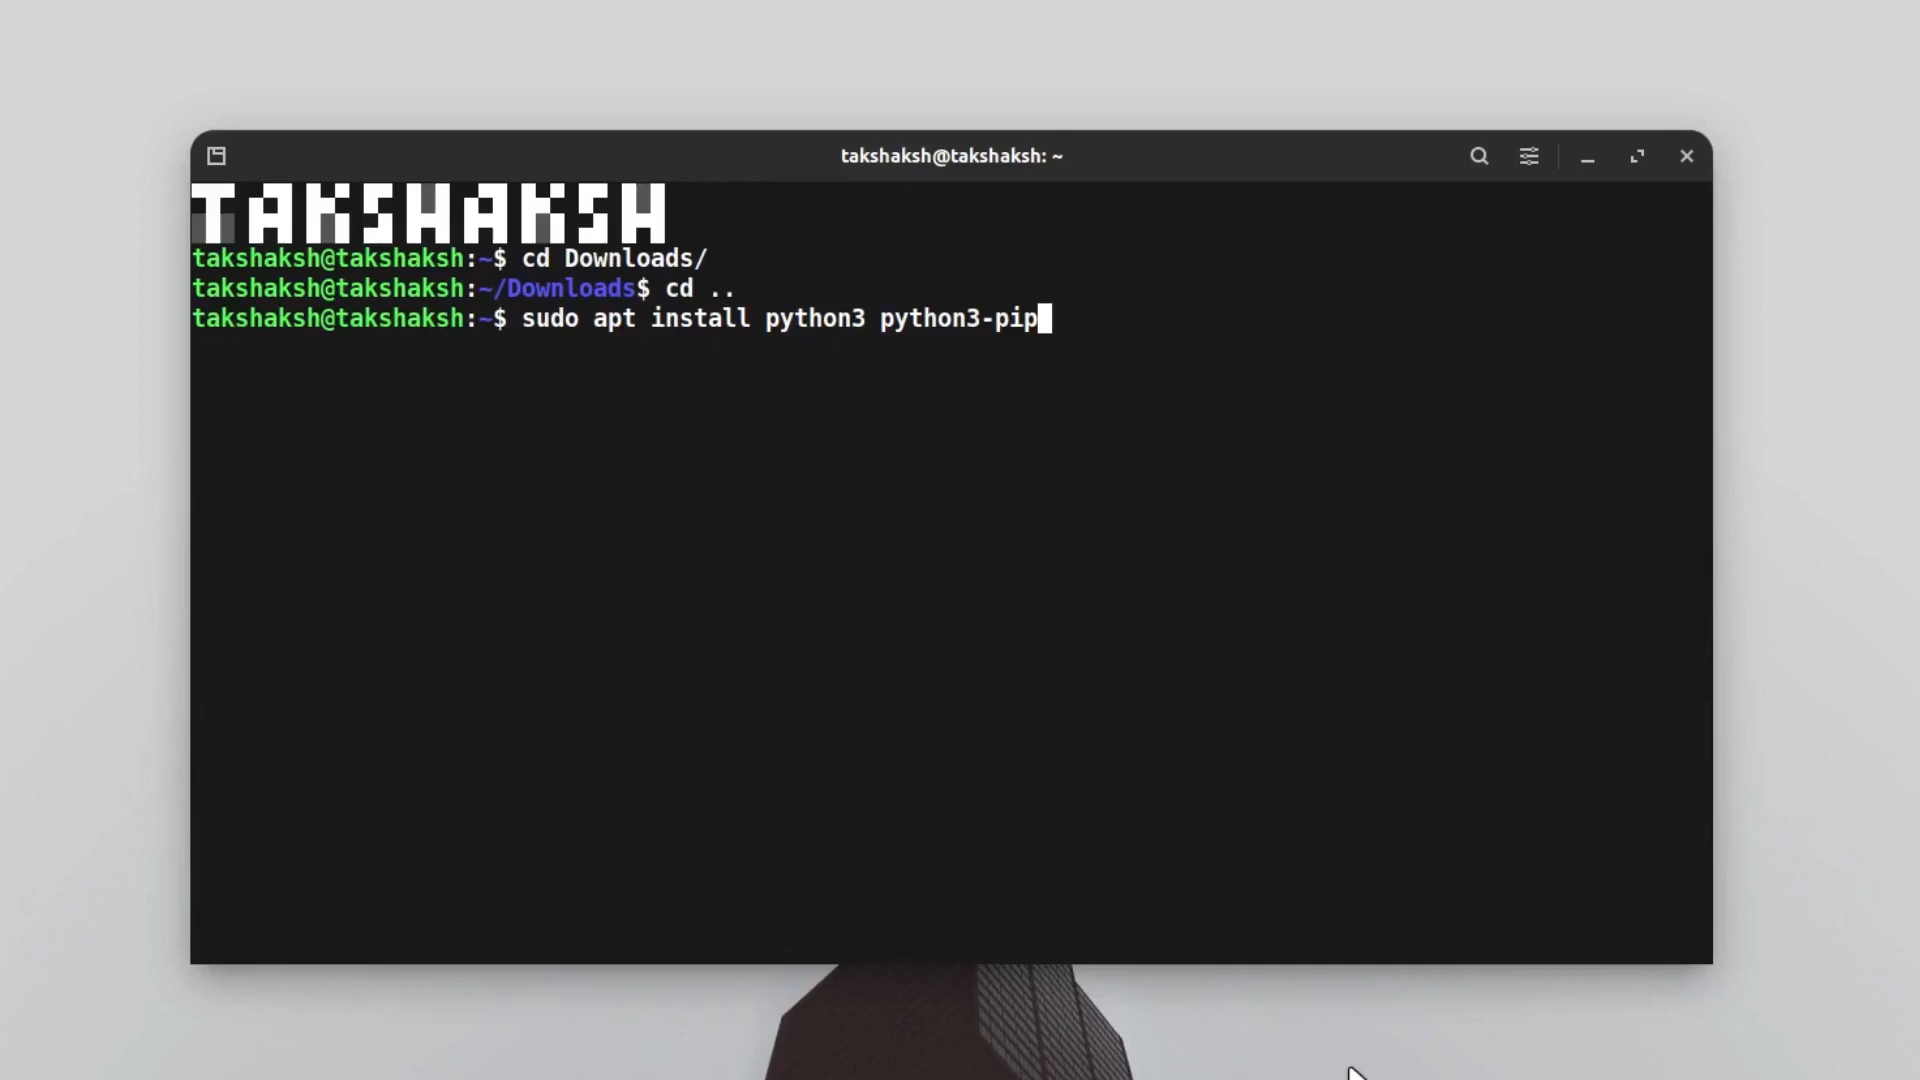 takshaksh@takshaksh: ~
TAKSHAKSH
takshaksh@takshaksh:~$ cd Downloads/
takshaksh@takshaksh:~/Downloads$ cd ..
takshaksh@takshaksh:~$ sudo apt install python3 python3-pip